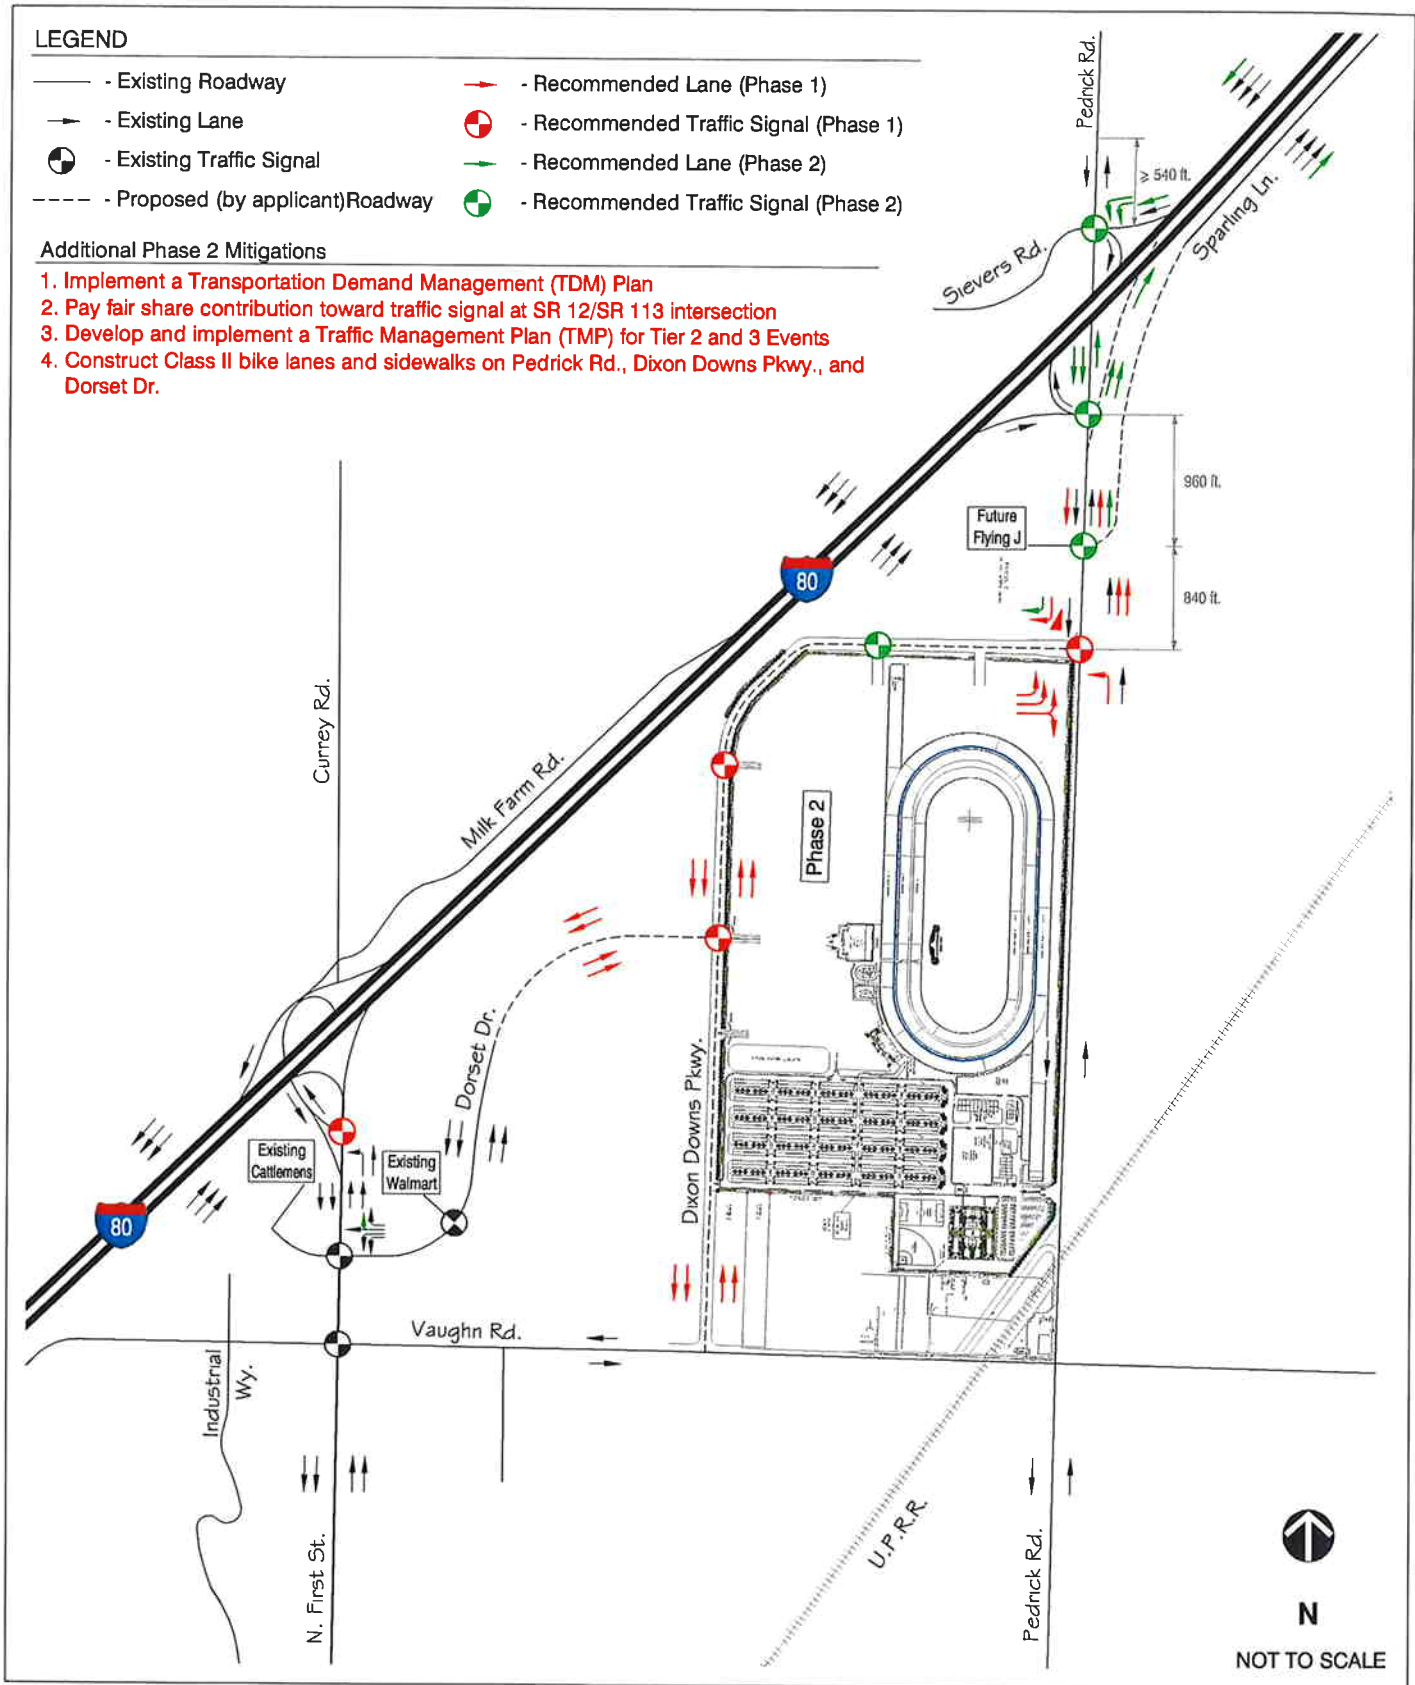 LEGEND
- Existing Roadway
- Existing Lane
- Existing Traffic Signal
- Proposed (by applicant)Roadway
- Recommended Lane (Phase 1)
- Recommended Traffic Signal (Phase 1)
- Recommended Lane (Phase 2)
- Recommended Traffic Signal (Phase 2)
Additional Phase 2 Mitigations
1. Implement a Transportation Demand Management (TDM) Plan
2. Pay fair share contribution toward traffic signal at SR 12/SR 113 intersection
3. Develop and implement a Traffic Management Plan (TMP) for Tier 2 and 3 Events
4. Construct Class II bike lanes and sidewalks on Pedrick Rd., Dixon Downs Pkwy., and
Dorset Dr.
Pedrick Rd.
≥ 540 ft.
Sparling Ln.
Sievers Rd.
960 ft.
Future
Flying J
840 ft.
80
Currey Rd.
Milk Farm Rd.
Phase 2
Dorset Dr.
Dixon Downs Pkwy.
Existing
Cattlemens
Existing
Walmart
80
Vaughn Rd.
Industrial
Wy.
N. First St.
U.P.R.R.
Pedrick Rd.
N
NOT TO SCALE